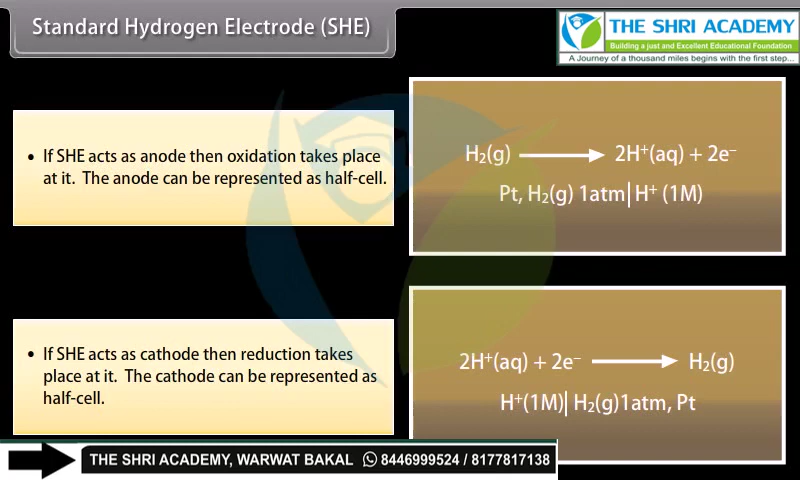 Standard Hydrogen Electrode (SHE)
THE SHRI ACADEMY
Building a just and Excellent Educational Foundation
A Journey of a thousand miles begins with the first step...
• If SHE acts as anode then oxidation takes place
at it. The anode can be represented as half-cell.
H₂(g) ⟶ 2H⁺(aq) + 2e⁻
Pt, H₂(g) 1atm|H⁺ (1M)
• If SHE acts as cathode then reduction takes
place at it. The cathode can be represented as
half-cell.
2H⁺(aq) + 2e⁻ ⟶ H₂(g)
H⁺(1M)| H₂(g)1atm, Pt
THE SHRI ACADEMY, WARWAT BAKAL 8446999524 / 8177817138